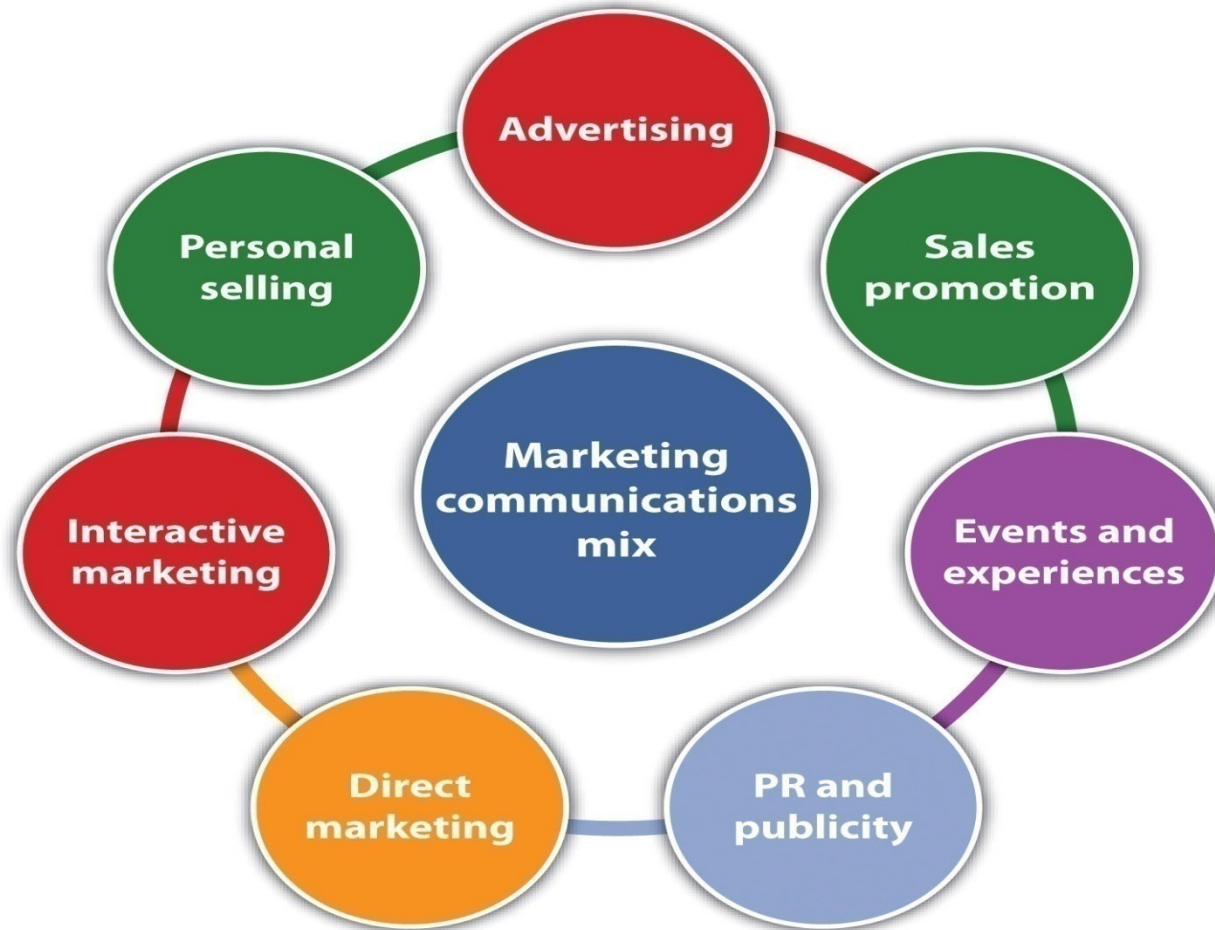 Advertising
Sales
promotion
Events and
experiences
PR and
publicity
Direct
marketing
Interactive
marketing
Personal
selling
Marketing
communications
mix